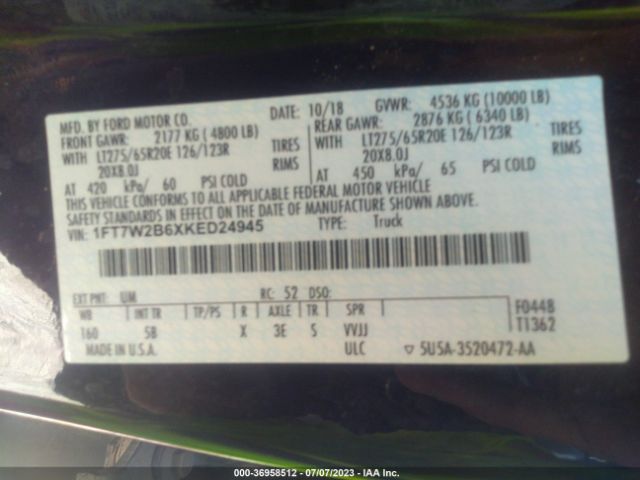 MFD. BY FORD MOTOR CO. DATE: 10/18 GVWR: 4536 KG (10000 LB)
FRONT GAWR: 2177 KG (4800 LB) REAR GAWR: 2876 KG (6340 LB)
WITH LT275/65R20E 126/123R TIRES WITH LT275/65R20E 126/123R TIRES
20X8.0J RIMS 20X8.0J RIMS
AT 420 kPa/ 60 PSI COLD AT 450 kPa/ 65 PSI COLD
THIS VEHICLE CONFORMS TO ALL APPLICABLE FEDERAL MOTOR VEHICLE
SAFETY STANDARDS IN EFFECT ON THE DATE OF MANUFACTURE SHOWN ABOVE.
VIN: 1FT7W2B6XKED24945 TYPE: Truck
EXT PNT: UM RC: 52 DSO:
WB INT TR TP/PS R AXLE TR SPR F0448
160 5B X 3E S VVJJ T1362
MADE IN U.S.A. ULC ▽ 5U5A-3520472-AA
000-36958512 - 07/07/2023 - IAA Inc.